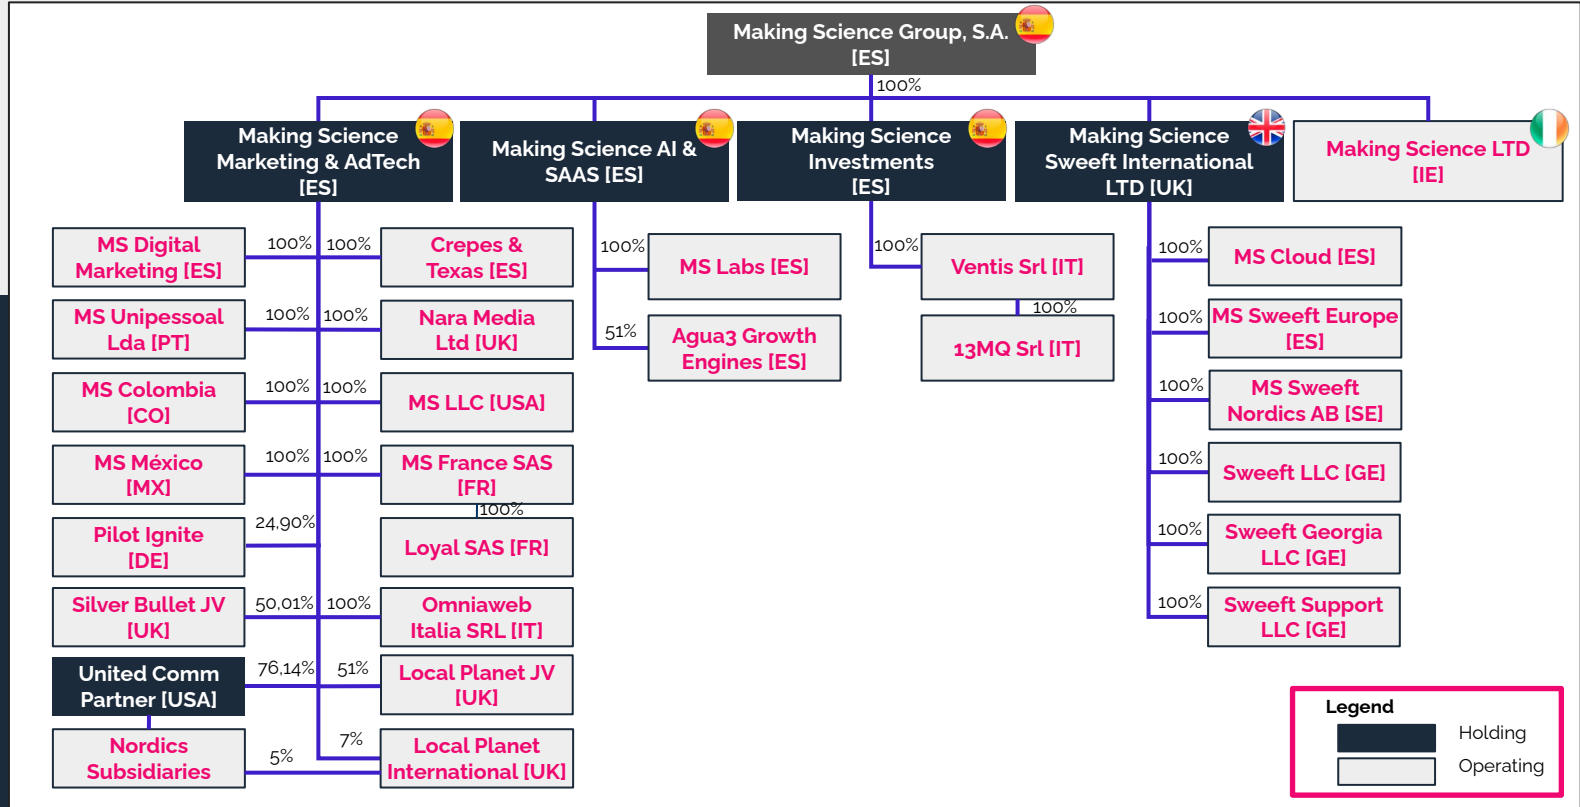 Making Science Group, S.A.
[ES]
100%
Making Science
Marketing & AdTech
[ES]
Making Science AI &
SAAS [ES]
Making Science
Investments
[ES]
Making Science
Sweeft International
LTD [UK]
Making Science LTD
[IE]
MS Digital
Marketing [ES]
100%
100%
Crepes &
Texas [ES]
MS Unipessoal
Lda [PT]
100%
100%
Nara Media
Ltd [UK]
MS Colombia
[CO]
100%
100%
MS LLC [USA]
MS México
[MX]
100%
100%
MS France SAS
[FR]
100%
Pilot Ignite
[DE]
24,90%
Loyal SAS [FR]
Silver Bullet JV
[UK]
50,01%
100%
Omniaweb
Italia SRL [IT]
United Comm
Partner [USA]
76,14%
51%
Local Planet JV
[UK]
Nordics
Subsidiaries
5%
7%
Local Planet
International [UK]
100%
MS Labs [ES]
51%
Agua3 Growth
Engines [ES]
100%
Ventis Srl [IT]
100%
13MQ Srl [IT]
100%
MS Cloud [ES]
100%
MS Sweeft Europe
[ES]
100%
MS Sweeft
Nordics AB [SE]
100%
Sweeft LLC [GE]
100%
Sweeft Georgia
LLC [GE]
100%
Sweeft Support
LLC [GE]
Legend
Holding
Operating